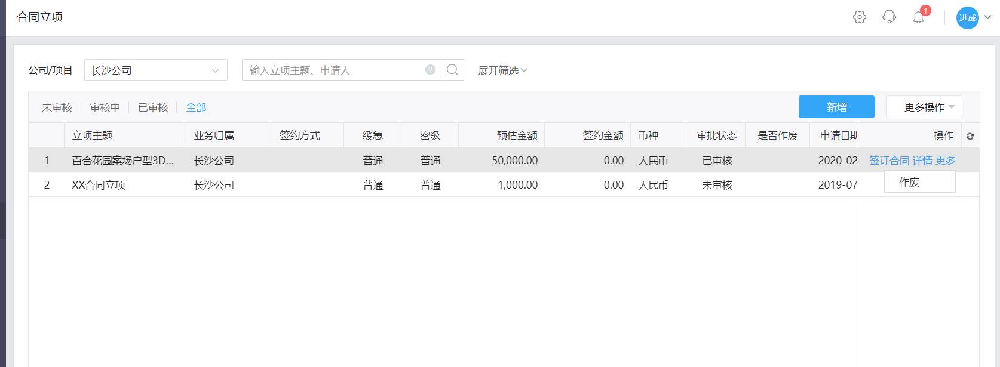 合同立项
1
进成
公司/项目 长沙公司 输入立项主题、申请人 ? 展开筛选
未审核 审核中 已审核 全部 新增 更多操作
立项主题 业务归属 签约方式 缓急 密级 预估金额 签约金额 币种 审批状态 是否作废 申请日期 操作
1 百合花园案场户型3D... 长沙公司 普通 普通 50,000.00 0.00 人民币 已审核 2020-02 签订合同 详情 更多
2 XX合同立项 长沙公司 普通 普通 1,000.00 0.00 人民币 未审核 2019-07
作废